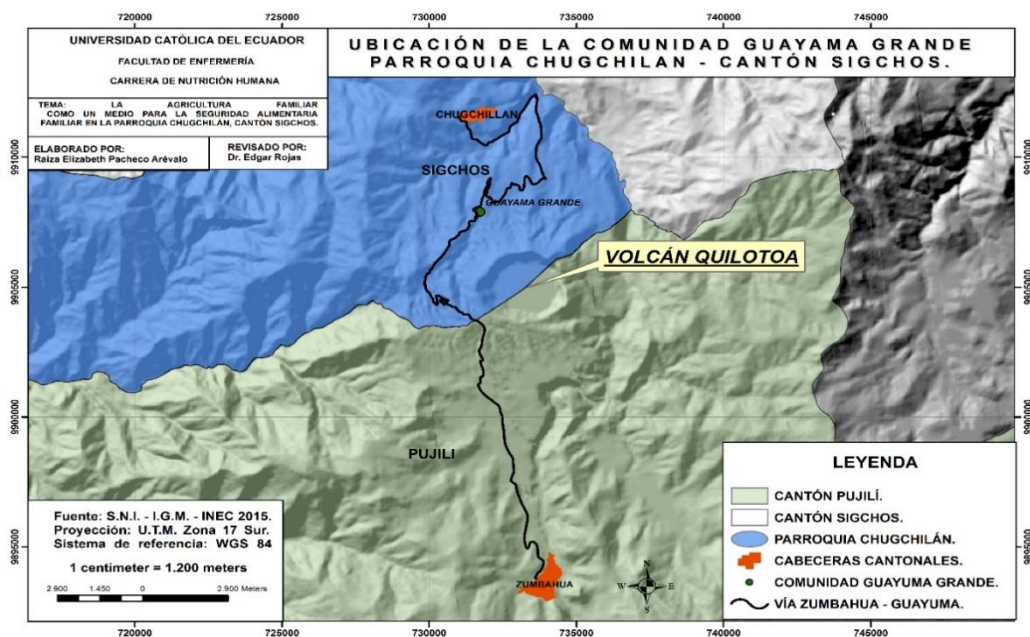 720000 725000 730000 735000 740000 745000
UNIVERSIDAD CATÓLICA DEL ECUADOR
FACULTAD DE ENFERMERÍA
CARRERA DE NUTRICIÓN HUMANA
TEMA: LA AGRICULTURA FAMILIAR
COMO UN MEDIO PARA LA SEGURIDAD ALIMENTARIA
FAMILIAR EN LA PARROQUIA CHUGCHILÁN, CANTÓN SIGCHOS.
ELABORADO POR:
Raiza Elizabeth Pacheco Arévalo
REVISADO POR:
Dr. Edgar Rojas
UBICACIÓN DE LA COMUNIDAD GUAYAMA GRANDE
PARROQUIA CHUGCHILAN - CANTÓN SIGCHOS.
CHUGCHILLAN
9910000
9910000
SIGCHOS
GUAYAMA GRANDE
VOLCÁN QUILOTOA
9905000
9905000
9900000
9900000
PUJILI
9895000
9895000
ZUMBAHUA
N
W E
S
Fuente: S.N.I. - I.G.M. - INEC 2015.
Proyección: U.T.M. Zona 17 Sur.
Sistema de referencia: WGS 84
1 centimeter = 1.200 meters
2.900 1.450 0 2.900 Meters
LEYENDA
CANTÓN PUJILÍ.
CANTÓN SIGCHOS.
PARROQUIA CHUGCHILÁN.
CABECERAS CANTONALES.
COMUNIDAD GUAYUMA GRANDE.
VÍA ZUMBAHUA - GUAYUMA.
720000 725000 730000 735000 740000 745000